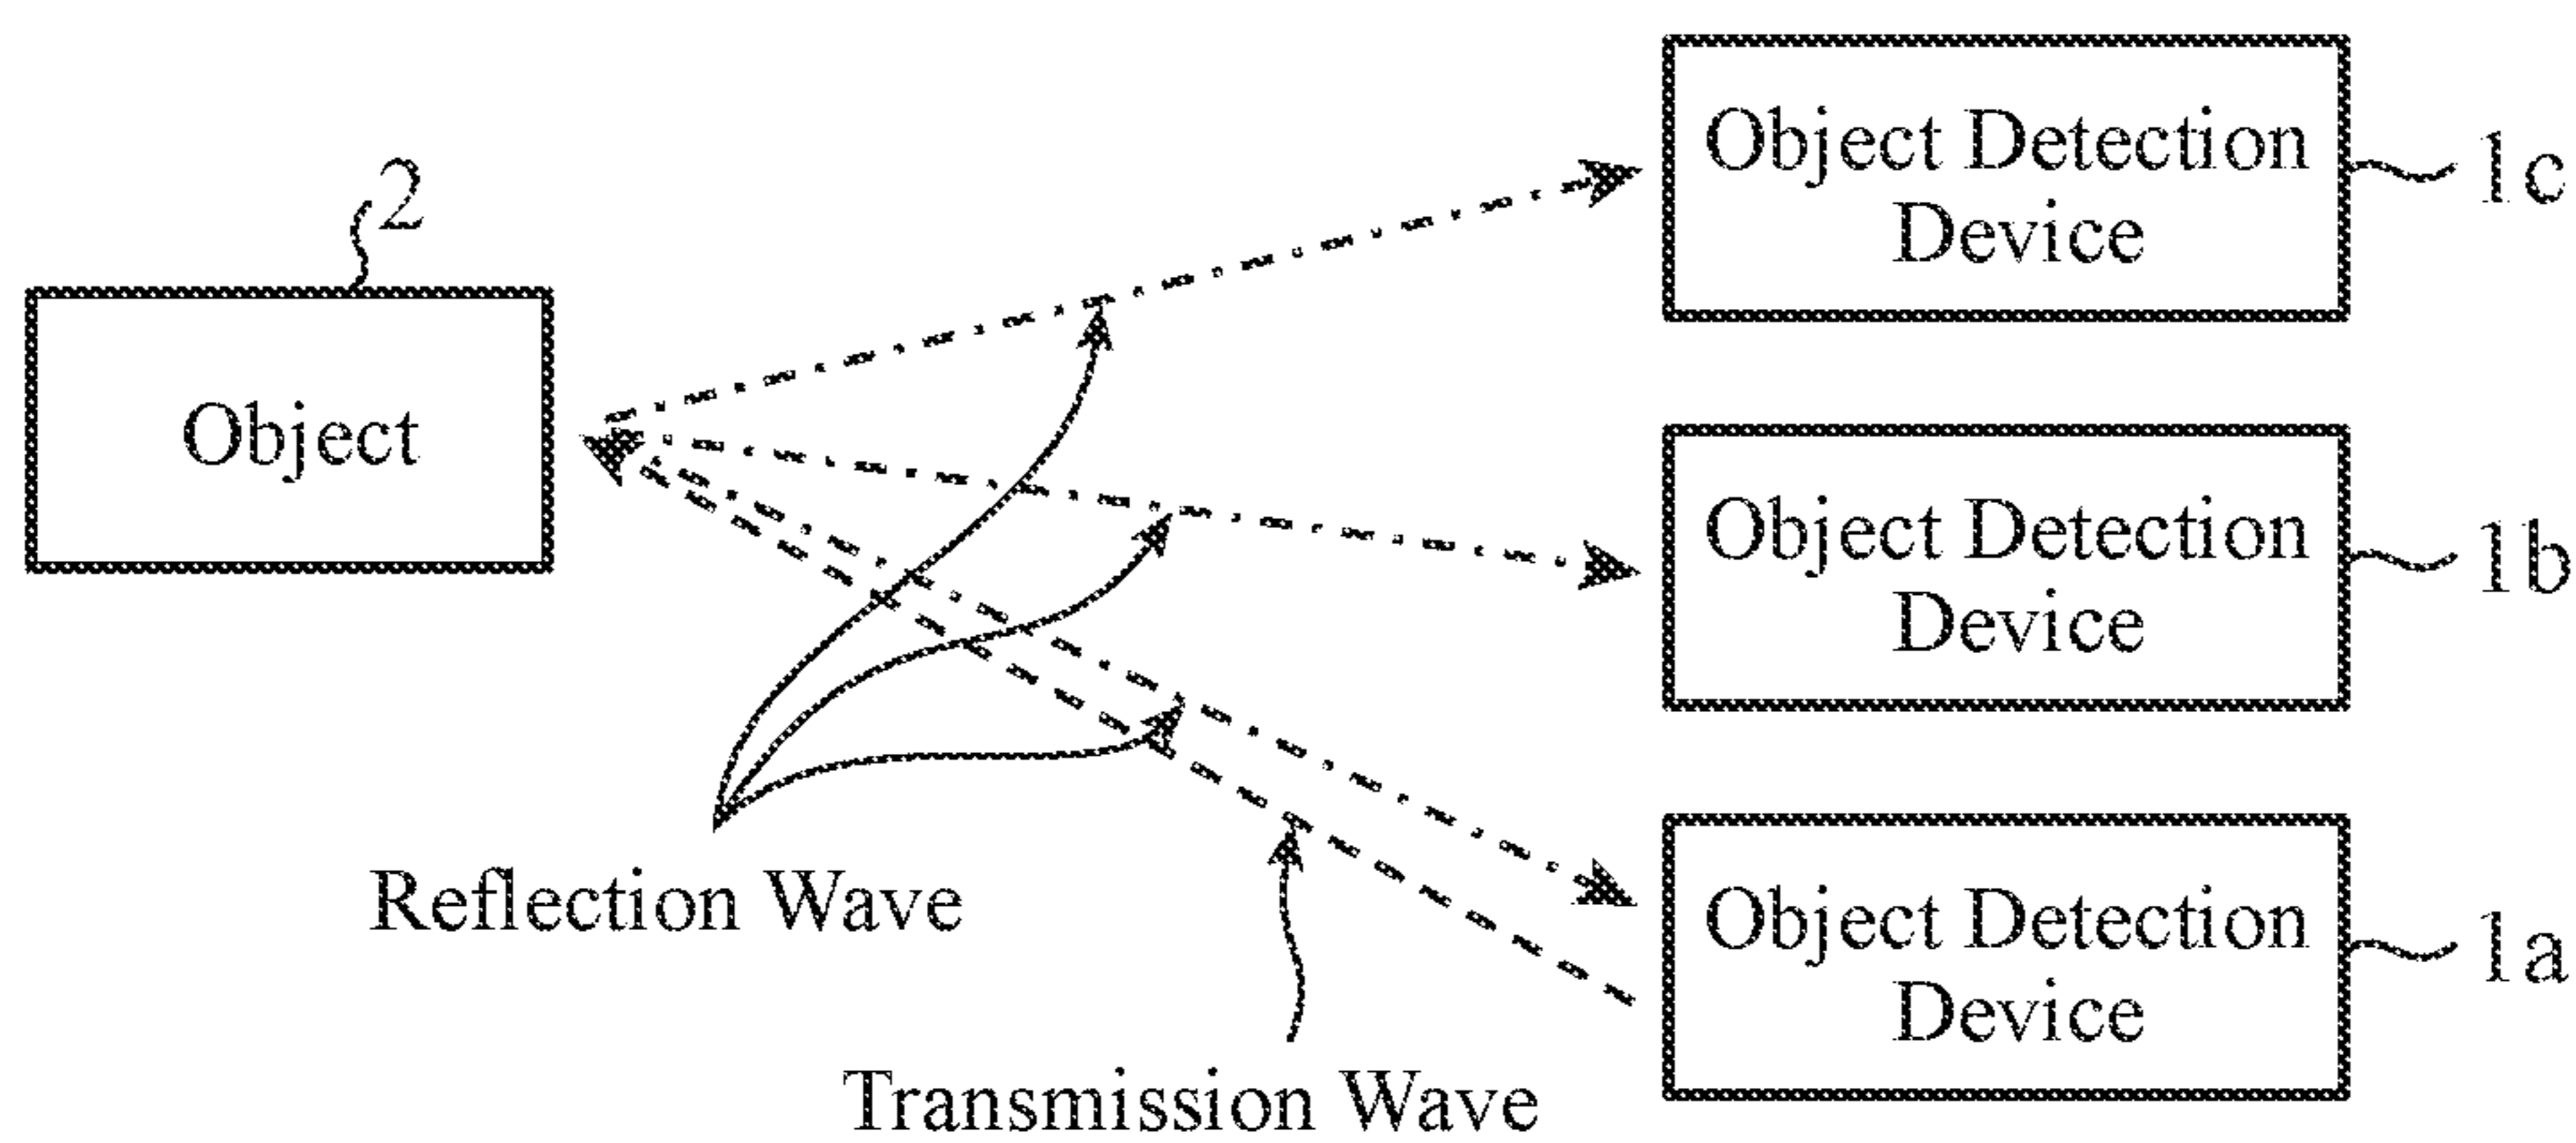 2
Object
Object Detection
Device
1c
Object Detection
Device
1b
Object Detection
Device
1a
Reflection Wave
Transmission Wave